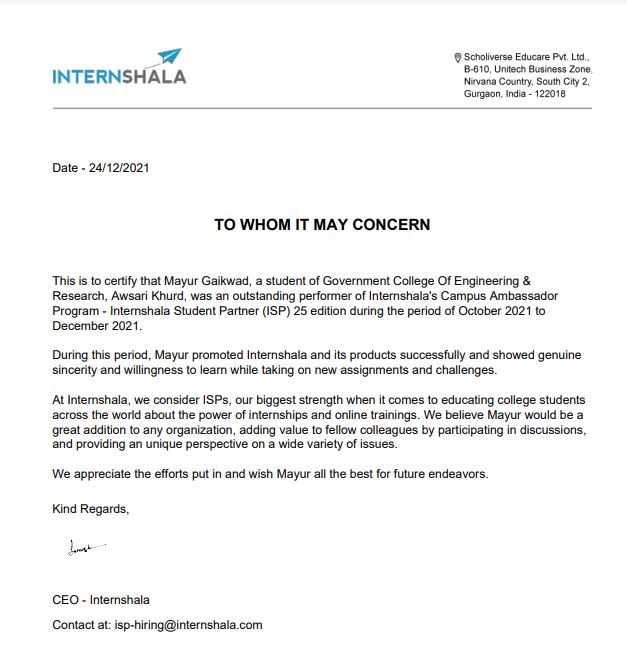 INTERNSHALA
Scholiverse Educare Pvt. Ltd.,
B-610, Unitech Business Zone,
Nirvana Country, South City 2,
Gurgaon, India - 122018
Date - 24/12/2021
TO WHOM IT MAY CONCERN
This is to certify that Mayur Gaikwad, a student of Government College Of Engineering &
Research, Awsari Khurd, was an outstanding performer of Internshala's Campus Ambassador
Program - Internshala Student Partner (ISP) 25 edition during the period of October 2021 to
December 2021.
During this period, Mayur promoted Internshala and its products successfully and showed genuine
sincerity and willingness to learn while taking on new assignments and challenges.
At Internshala, we consider ISPs, our biggest strength when it comes to educating college students
across the world about the power of internships and online trainings. We believe Mayur would be a
great addition to any organization, adding value to fellow colleagues by participating in discussions,
and providing an unique perspective on a wide variety of issues.
We appreciate the efforts put in and wish Mayur all the best for future endeavors.
Kind Regards,
CEO - Internshala
Contact at: isp-hiring@internshala.com